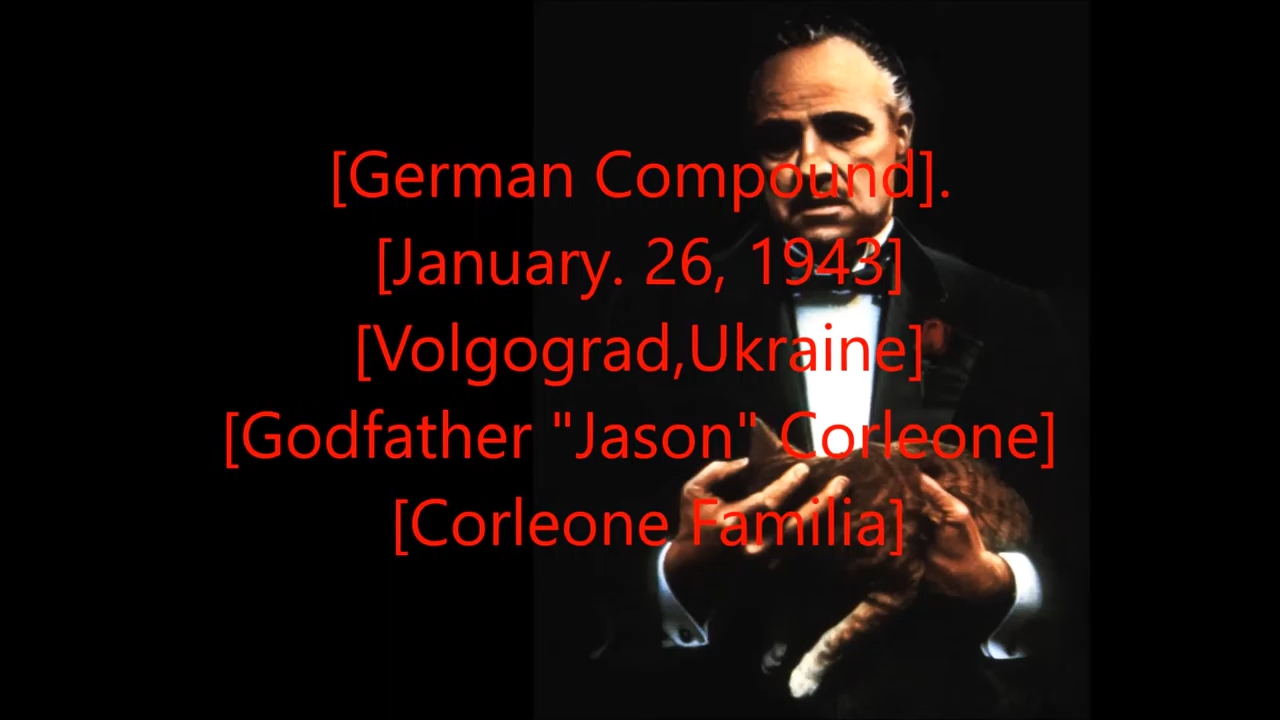 [German Compound].
[January. 26, 1943]
[Volgograd,Ukraine]
[Godfather "Jason" Corleone]
[Corleone Familia]